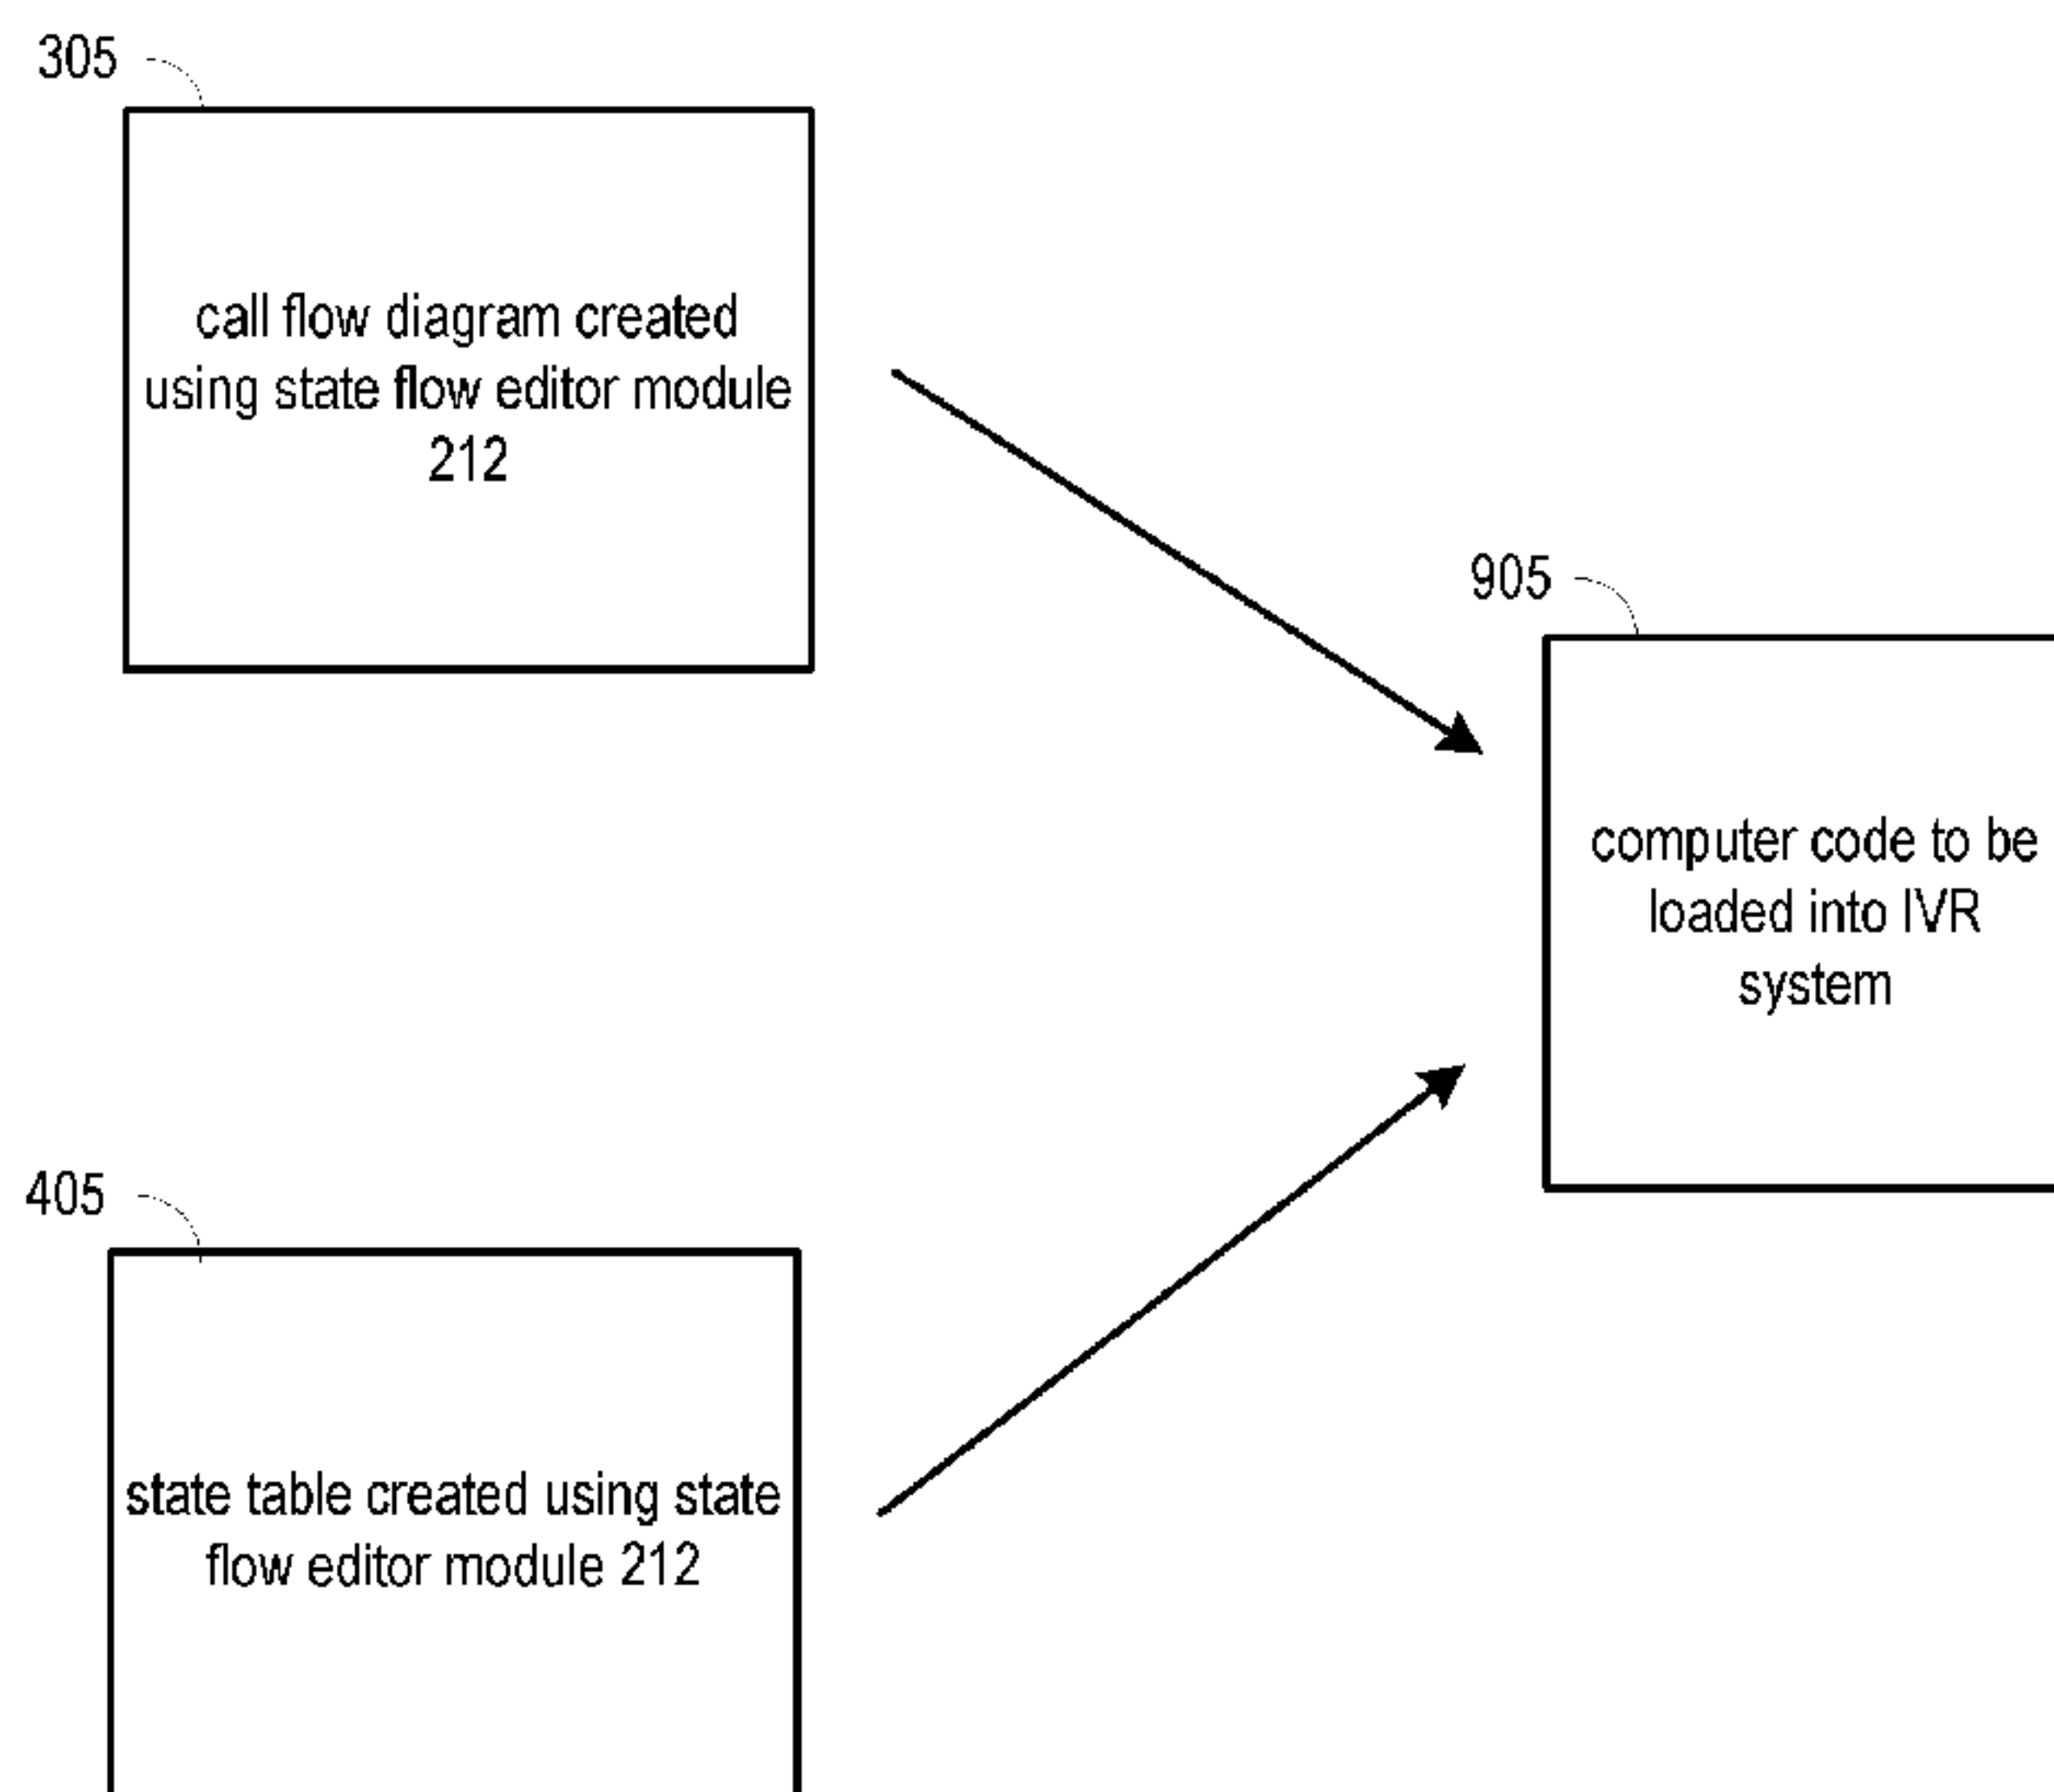 305
call flow diagram created
using state flow editor module
212
905
computer code to be
loaded into IVR
system
405
state table created using state
flow editor module 212